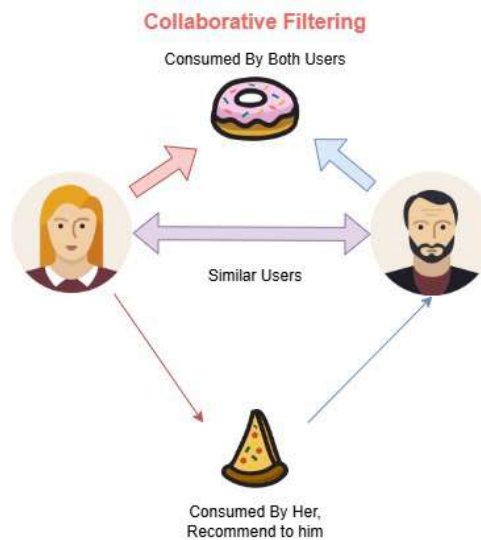 Collaborative Filtering
Consumed By Both Users
Similar Users
Consumed By Her,
Recommend to him